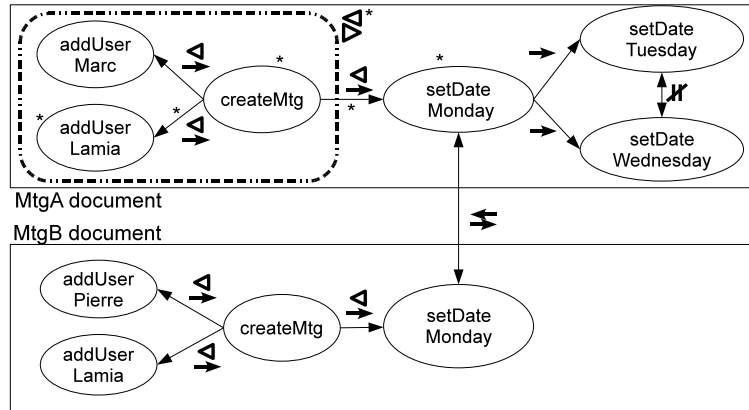 addUser
Marc
*
*
createMtg
*
setDate
Monday
setDate
Tuesday
*
addUser
Lamia
*
*
setDate
Wednesday
MtgA document
MtgB document
addUser
Pierre
createMtg
setDate
Monday
addUser
Lamia